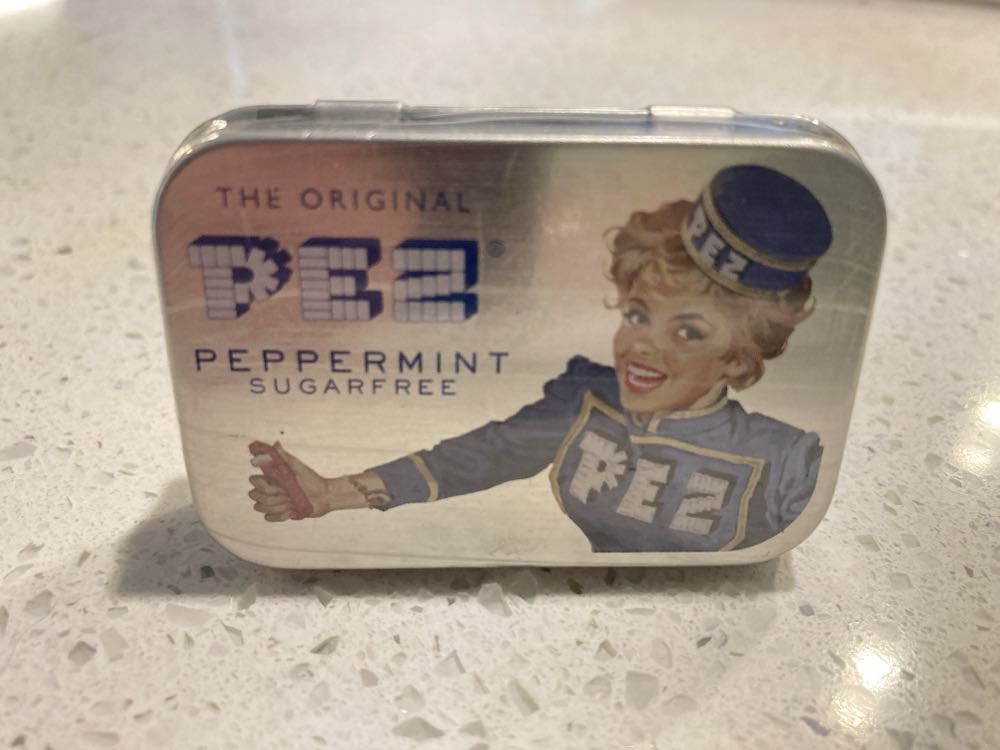 THE ORIGINAL
PEZ®
PEPPERMINT
SUGARFREE
PEZ
PEZ